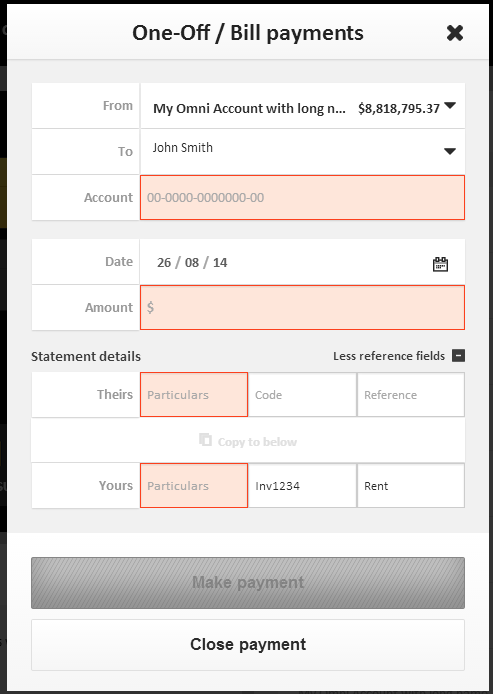 One-Off / Bill payments
From My Omni Account with long n... $8,818,795.37
To John Smith
Account 00-0000-0000000-00
Date 26 / 08 / 14
Amount $
Statement details Less reference fields
Theirs Particulars Code Reference
Copy to below
Yours Particulars Inv1234 Rent
Make payment
Close payment